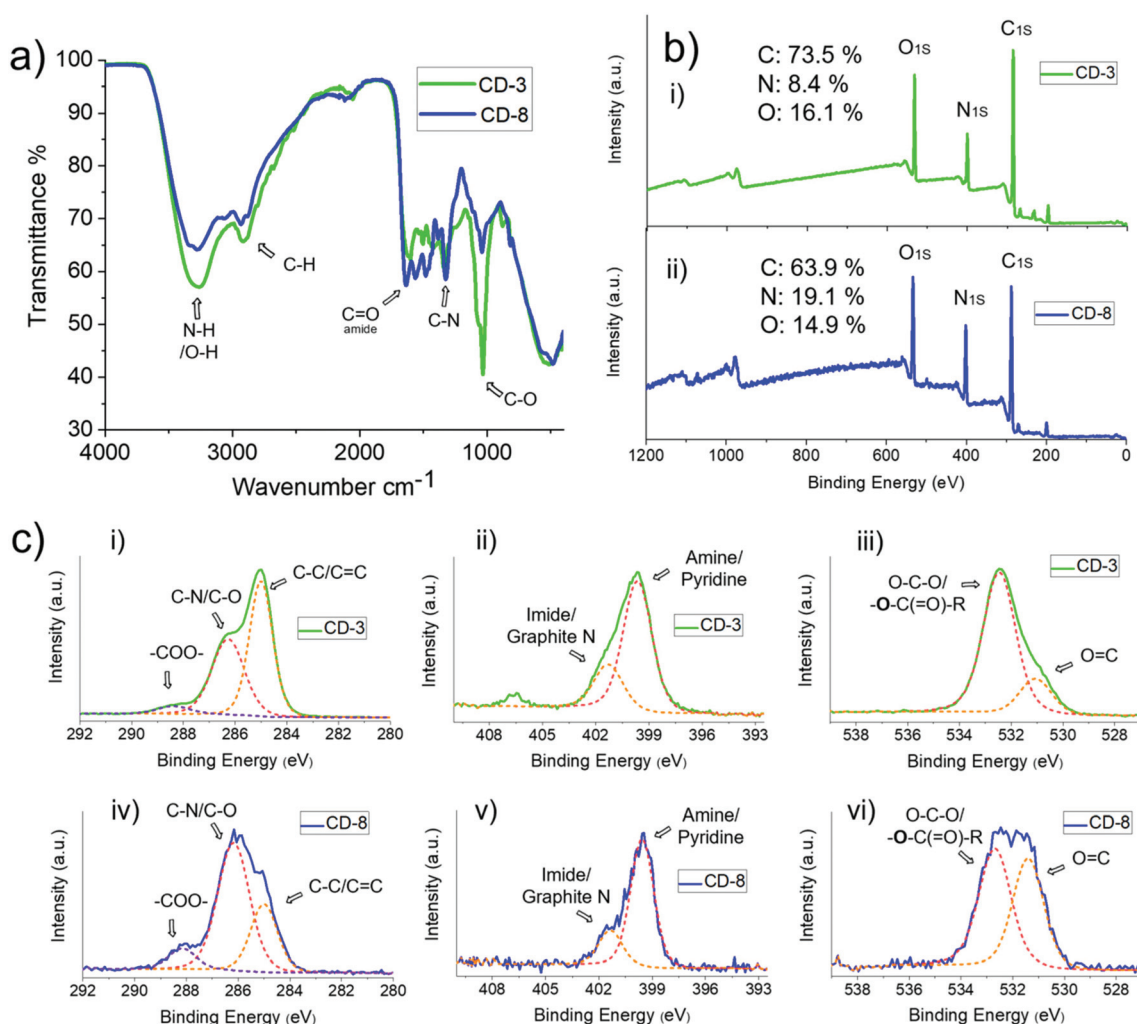 a)
100
90
80
70
60
50
40
30
Transmittance %
4000
3000
2000
1000
Wavenumber cm-1
CD-3
CD-8
N-H
/O-H
C-H
C=O
amide
C-N
C-O
b)
i)
C: 73.5 %
N: 8.4 %
O: 16.1 %
O1S
N1S
C1S
CD-3
Intensity (a.u.)
ii)
C: 63.9 %
N: 19.1 %
O: 14.9 %
O1S
N1S
C1S
CD-8
Intensity (a.u.)
1200
1000
800
600
400
200
0
Binding Energy (eV)
c)
i)
C-C/C=C
C-N/C-O
-COO-
CD-3
Intensity (a.u.)
292
290
288
286
284
282
280
Binding Energy (eV)
ii)
Amine/
Pyridine
Imide/
Graphite N
CD-3
Intensity (a.u.)
408
405
402
399
396
393
Binding Energy (eV)
iii)
CD-3
O-C-O/
-O-C(=O)-R
O=C
Intensity (a.u.)
538
536
534
532
530
528
Binding Energy (eV)
iv)
C-N/C-O
CD-8
-COO-
C-C/C=C
Intensity (a.u.)
292
290
288
286
284
282
280
Binding Energy (eV)
v)
Amine/
Pyridine
Imide/
Graphite N
CD-8
Intensity (a.u.)
408
405
402
399
396
393
Binding Energy (eV)
vi)
O-C-O/
-O-C(=O)-R
CD-8
O=C
Intensity (a.u.)
538
536
534
532
530
528
Binding Energy (eV)